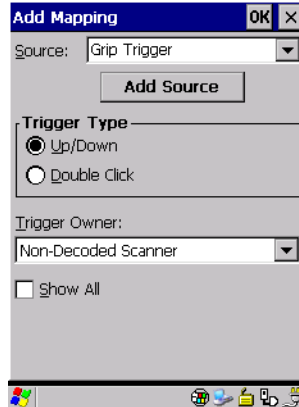 Add Mapping OK ×
Source: Grip Trigger
Add Source
Trigger Type
Up/Down
Double Click
Trigger Owner:
Non-Decoded Scanner
Show All